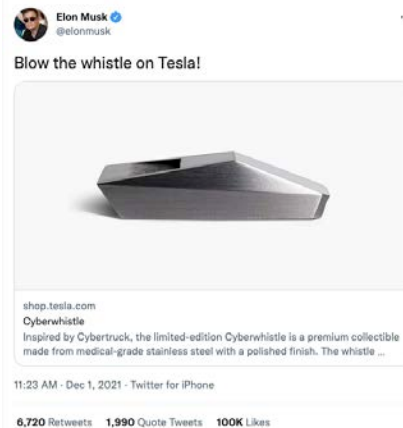 Elon Musk
@elonmusk
Blow the whistle on Tesla!
shop.tesla.com
Cyberwhistle
Inspired by Cybertruck, the limited-edition Cyberwhistle is a premium collectible
made from medical-grade stainless steel with a polished finish. The whistle ...
11:23 AM · Dec 1, 2021 · Twitter for iPhone
6,720 Retweets 1,990 Quote Tweets 100K Likes